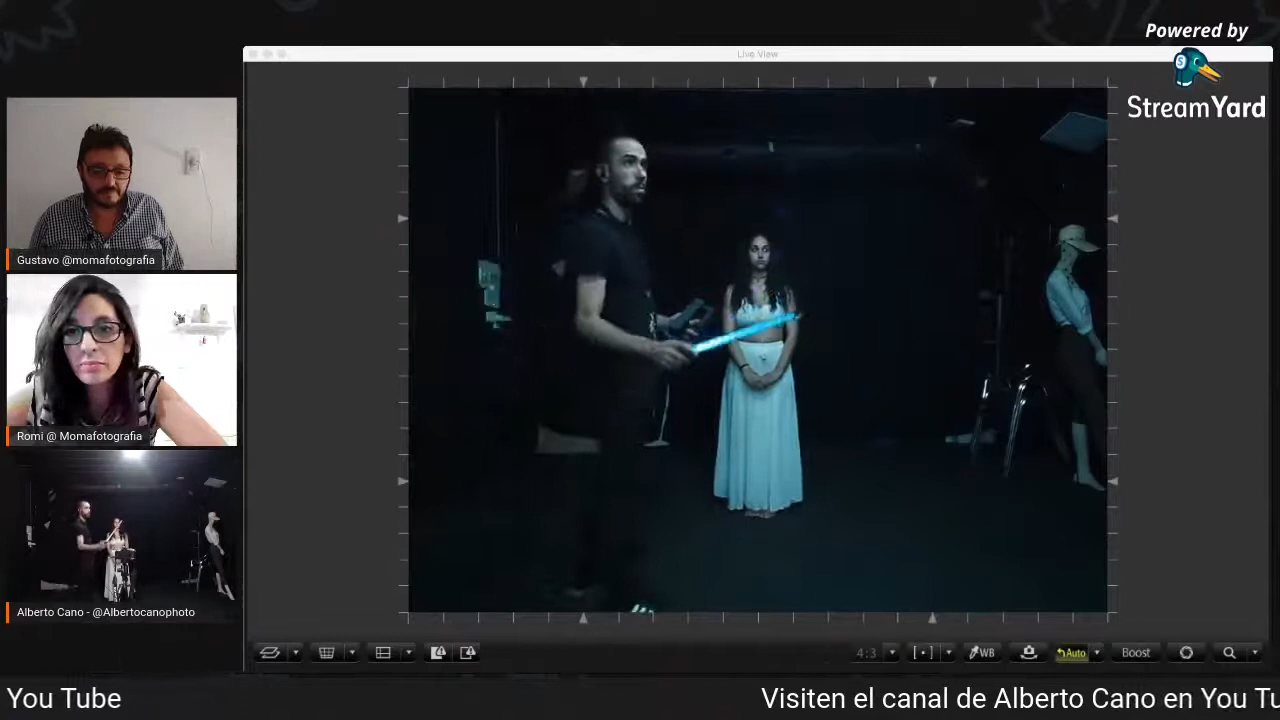 Powered by
StreamYard
Live View
Gustavo @momafotografia
Romi @ Momafotografia
Alberto Cano - @Albertocanophoto
4:3
WB
Auto
Boost
You Tube
Visiten el canal de Alberto Cano en You Tu